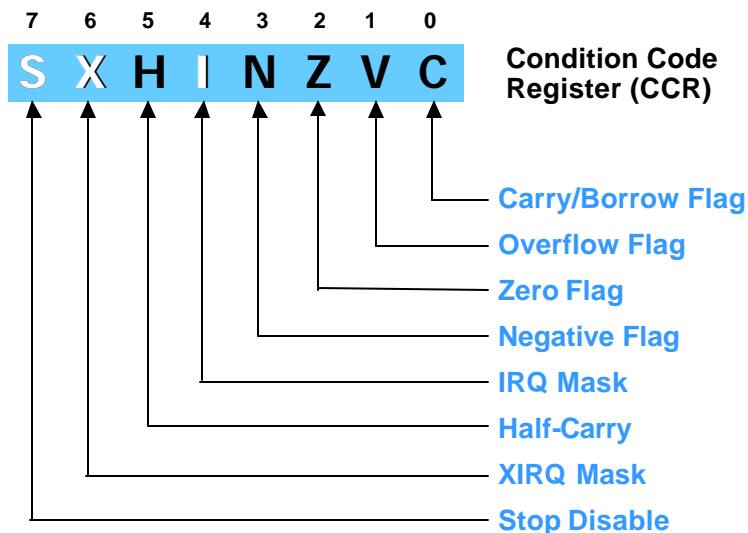 7 6 5 4 3 2 1 0
S X H I N Z V C
Condition Code
Register (CCR)
Carry/Borrow Flag
Overflow Flag
Zero Flag
Negative Flag
IRQ Mask
Half-Carry
XIRQ Mask
Stop Disable